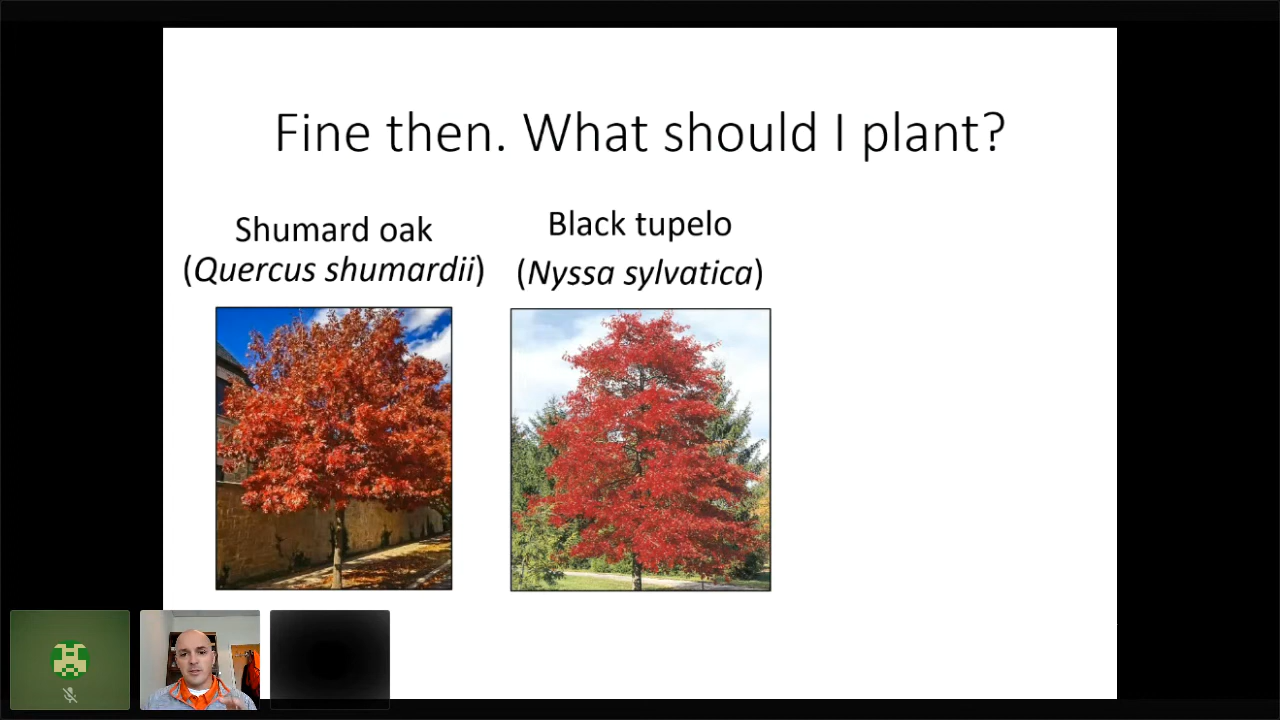 Fine then. What should I plant?
Shumard oak
(Quercus shumardii)
Black tupelo
(Nyssa sylvatica)